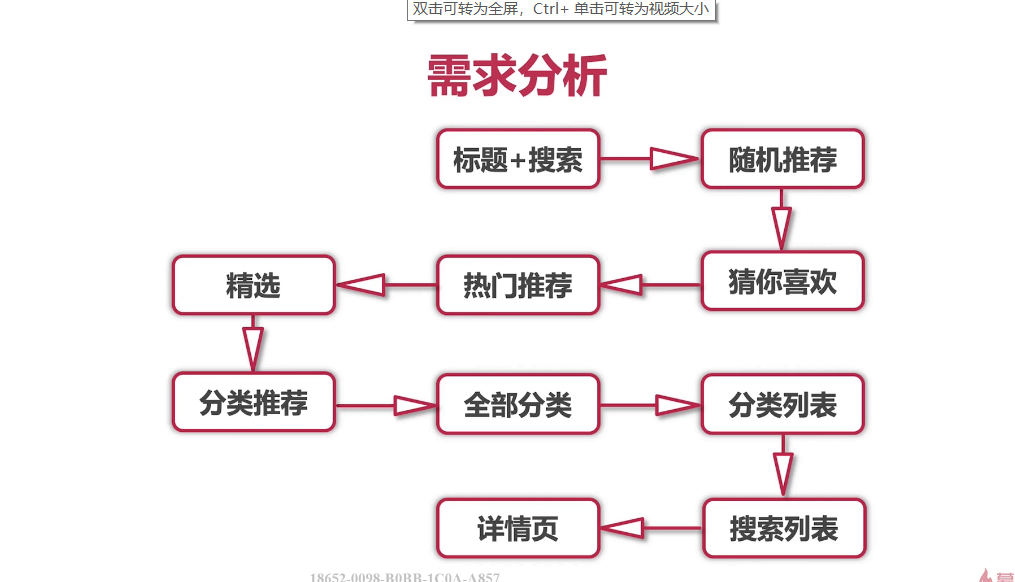 双击可转为全屏，Ctrl+ 单击可转为视频大小
需求分析
标题+搜索
随机推荐
猜你喜欢
热门推荐
精选
分类推荐
全部分类
分类列表
搜索列表
详情页
18652-0098-B0BB-1C0A-A857